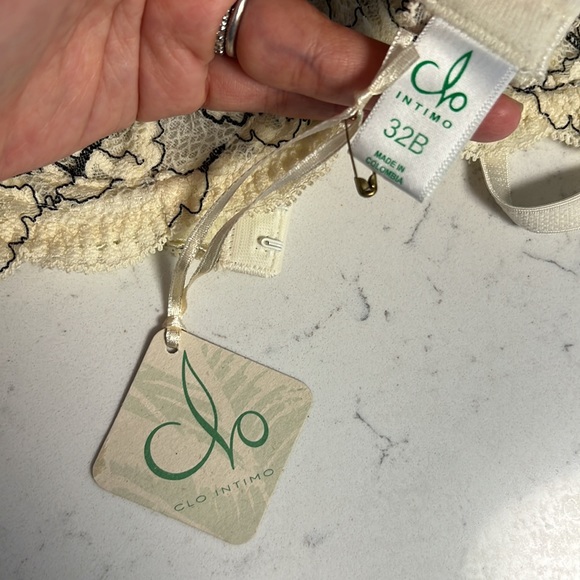 clo
INTIMO
32B
MADE IN
COLOMBIA
clo
CLO INTIMO